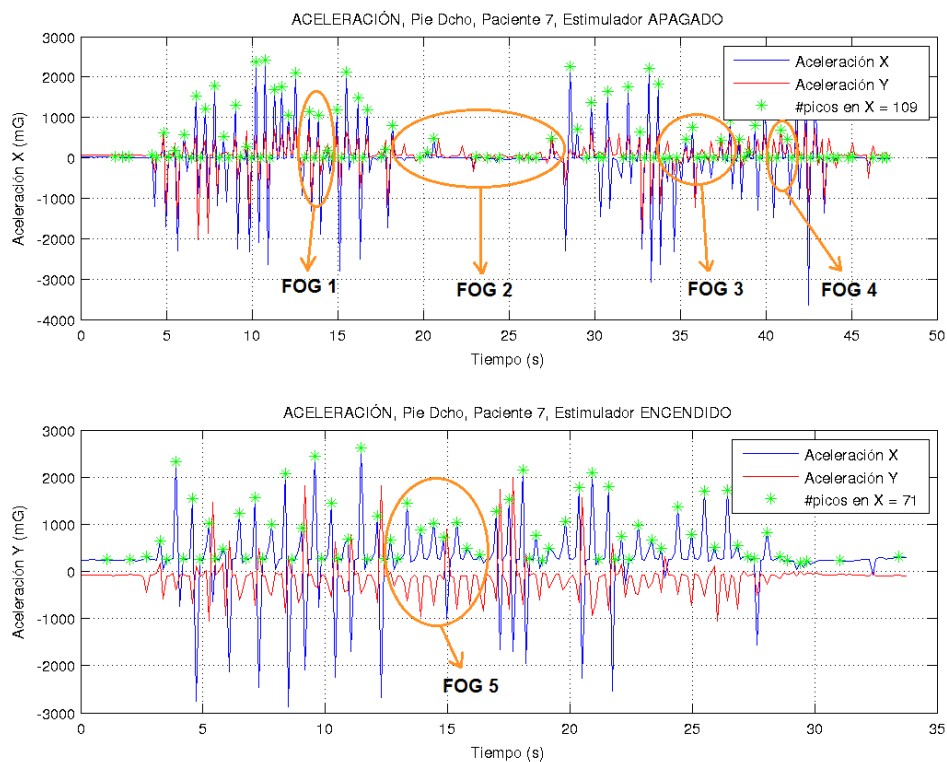 ACELERACIÓN, Pie Dcho, Paciente 7, Estimulador APAGADO
3000
2000
1000
0
-1000
-2000
-3000
-4000
Aceleración X (mG)
Aceleración X
Aceleración Y
#picos en X = 109
FOG 1
FOG 2
FOG 3
FOG 4
0 5 10 15 20 25 30 35 40 45 50
Tiempo (s)
ACELERACIÓN, Pie Dcho, Paciente 7, Estimulador ENCENDIDO
3000
2000
1000
0
-1000
-2000
-3000
Aceleración Y (mG)
Aceleración X
Aceleración Y
#picos en X = 71
FOG 5
0 5 10 15 20 25 30 35
Tiempo (s)